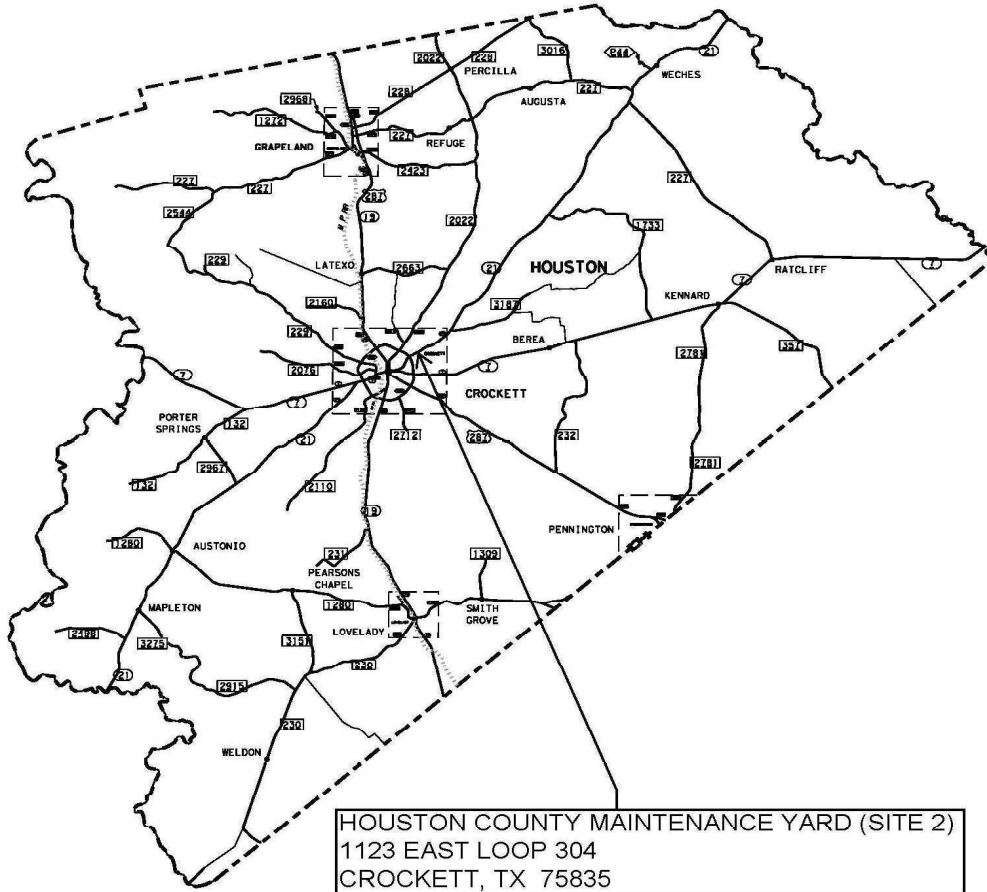 2022
228
3016
244
21
WECHES
PERCILLA
228
2968
AUGUSTA
227
1272
GRAPELAND
227
REFUGE
2423
227
227
287
227
2544
19
M.P. RR
2022
1733
229
LATEXO
2663
21
HOUSTON
RATCLIFF
7
7
2160
3187
KENNARD
229
BEREA
2781
357
2076
7
7
CROCKETT
7
PORTER
SPRINGS
132
21
2712
287
232
2967
132
2110
2781
19
PENNINGTON
1280
AUSTONIO
231
1309
PEARSONS
CHAPEL
MAPLETON
1280
SMITH
GROVE
2498
3275
3151
LOVELADY
230
21
2915
230
WELDON
HOUSTON COUNTY MAINTENANCE YARD (SITE 2)
1123 EAST LOOP 304
CROCKETT, TX 75835